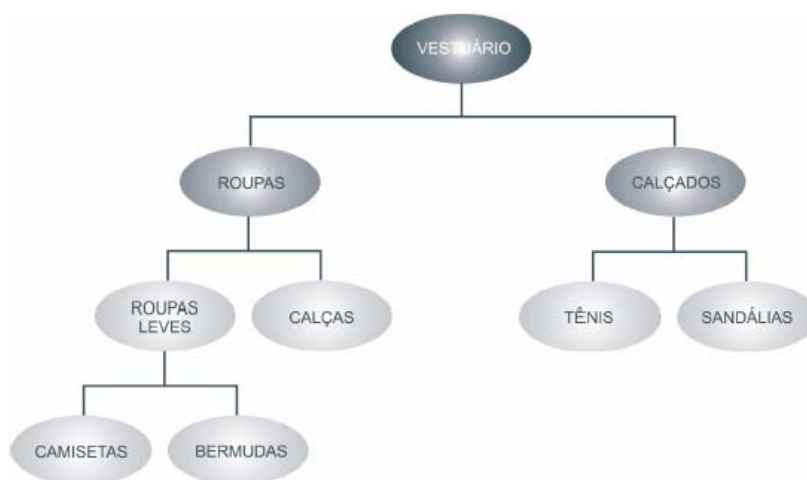 VESTUÁRIO
ROUPAS
CALÇADOS
ROUPAS
LEVES
CALÇAS
TÊNIS
SANDÁLIAS
CAMISETAS
BERMUDAS